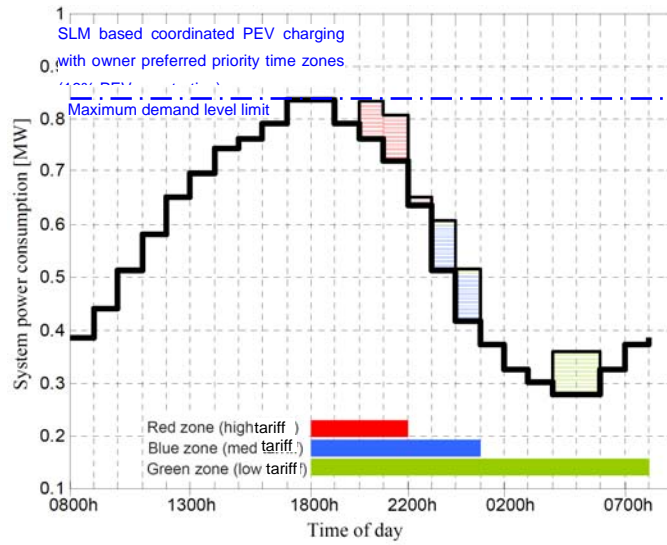 SLM based coordinated PEV charging
with owner preferred priority time zones
Maximum demand level limit
System power consumption [MW]
1
0.
0.8
0.7
0.6
0.5
0.4
0.3
0.2
0.1
Red zone (high tariff )
Blue zone (med tariff )
Green zone (low tariff )
0800h 1300h 1800h 2200h 0200h 0700h
Time of day